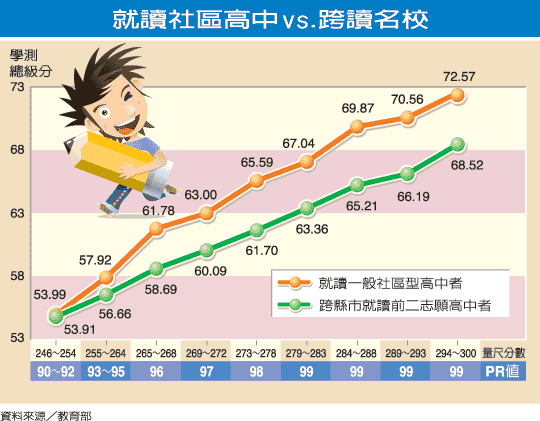 就讀社區高中vs.跨讀名校
學測
總級分
73
68
63
58
53
53.99
57.92
61.78
63.00
65.59
67.04
69.87
70.56
72.57
53.91
56.66
58.69
60.09
61.70
63.36
65.21
66.19
68.52
就讀一般社區型高中者
跨縣市就讀前二志願高中者
246~254 255~264 265~268 269~272 273~278 279~283 284~288 289~293 294~300 量尺分數
90~92 93~95 96 97 98 99 99 99 99 PR值
資料來源／教育部